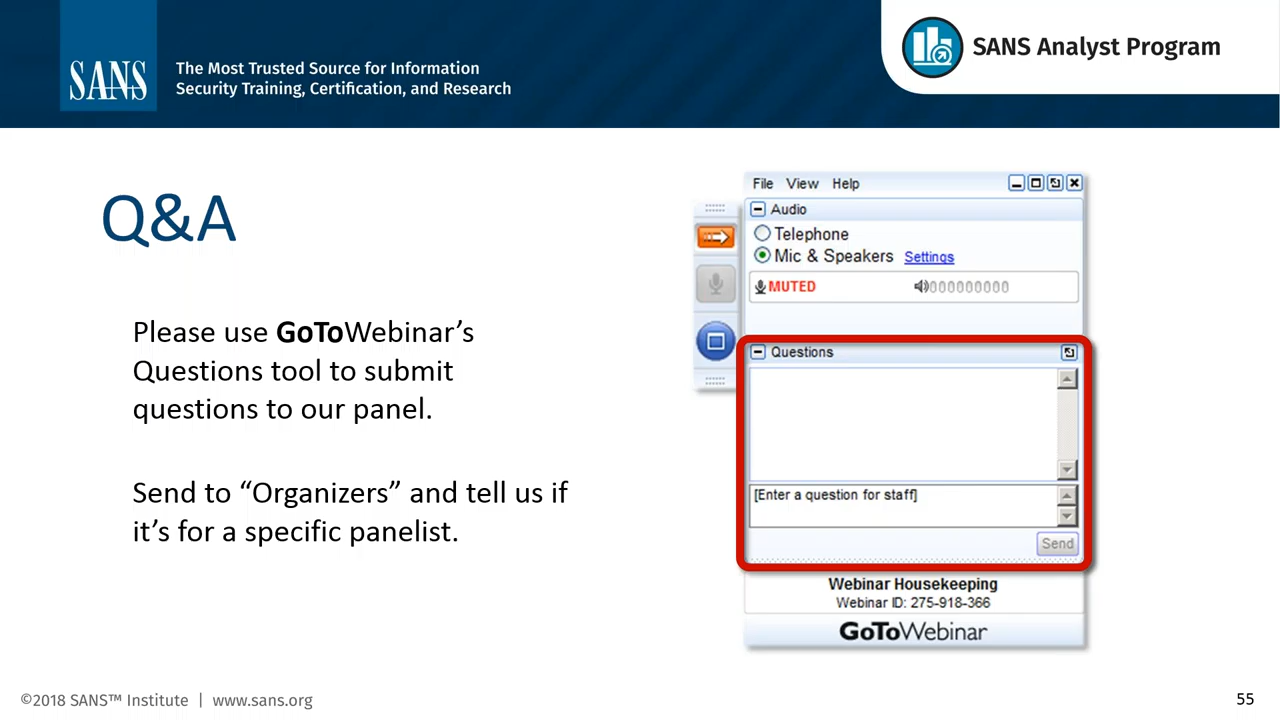 SANS
The Most Trusted Source for Information
Security Training, Certification, and Research
SANS Analyst Program
Q&A
Please use GoToWebinar’s
Questions tool to submit
questions to our panel.
Send to “Organizers” and tell us if
it’s for a specific panelist.
File View Help
Audio
Telephone
Mic & Speakers Settings
MUTED 000000000
Questions
[Enter a question for staff]
Send
Webinar Housekeeping
Webinar ID: 275-918-366
GoToWebinar
©2018 SANS™ Institute | www.sans.org
55